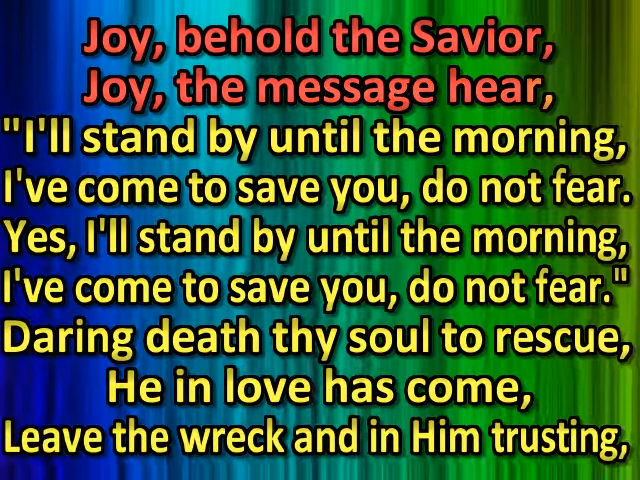 Joy, behold the Savior,
Joy, the message hear,
"I'll stand by until the morning,
I've come to save you, do not fear.
Yes, I'll stand by until the morning,
I've come to save you, do not fear."
Daring death thy soul to rescue,
He in love has come,
Leave the wreck and in Him trusting,